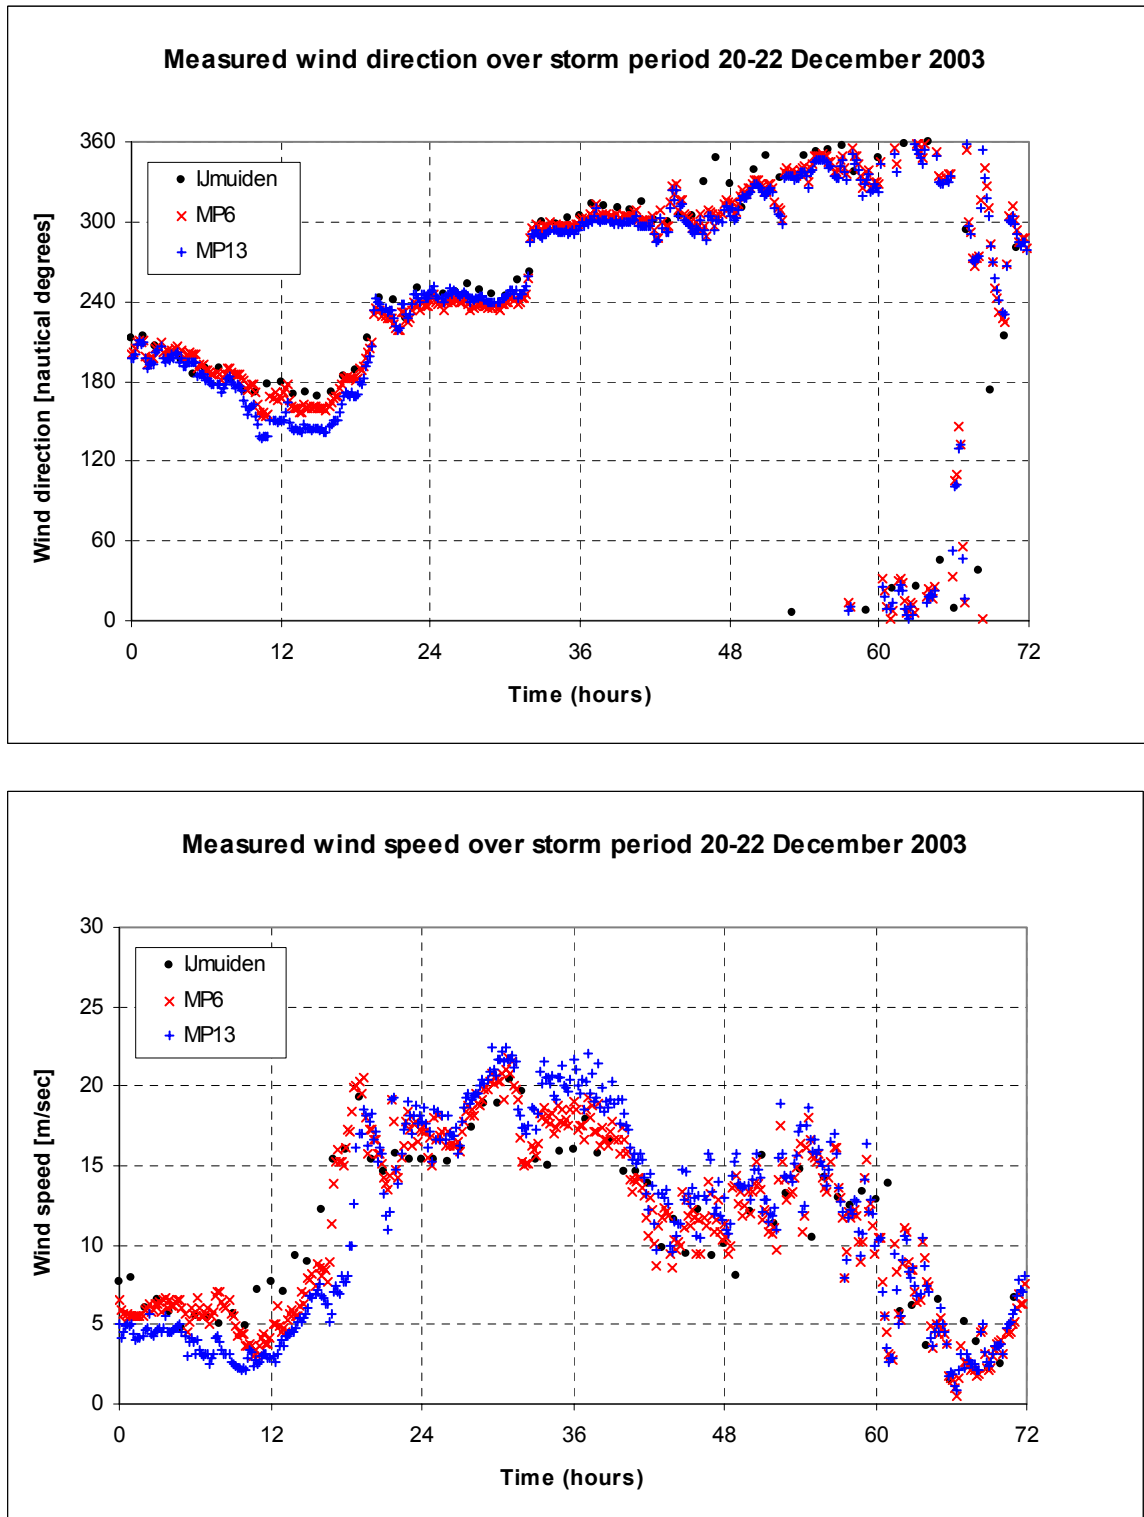 Measured wind direction over storm period 20-22 December 2003
Wind direction [nautical degrees]
360
300
240
180
120
60
0
IJmuiden
MP6
MP13
0 12 24 36 48 60 72
Time (hours)
Measured wind speed over storm period 20-22 December 2003
Wind speed [m/sec]
30
25
20
15
10
5
0
IJmuiden
MP6
MP13
0 12 24 36 48 60 72
Time (hours)